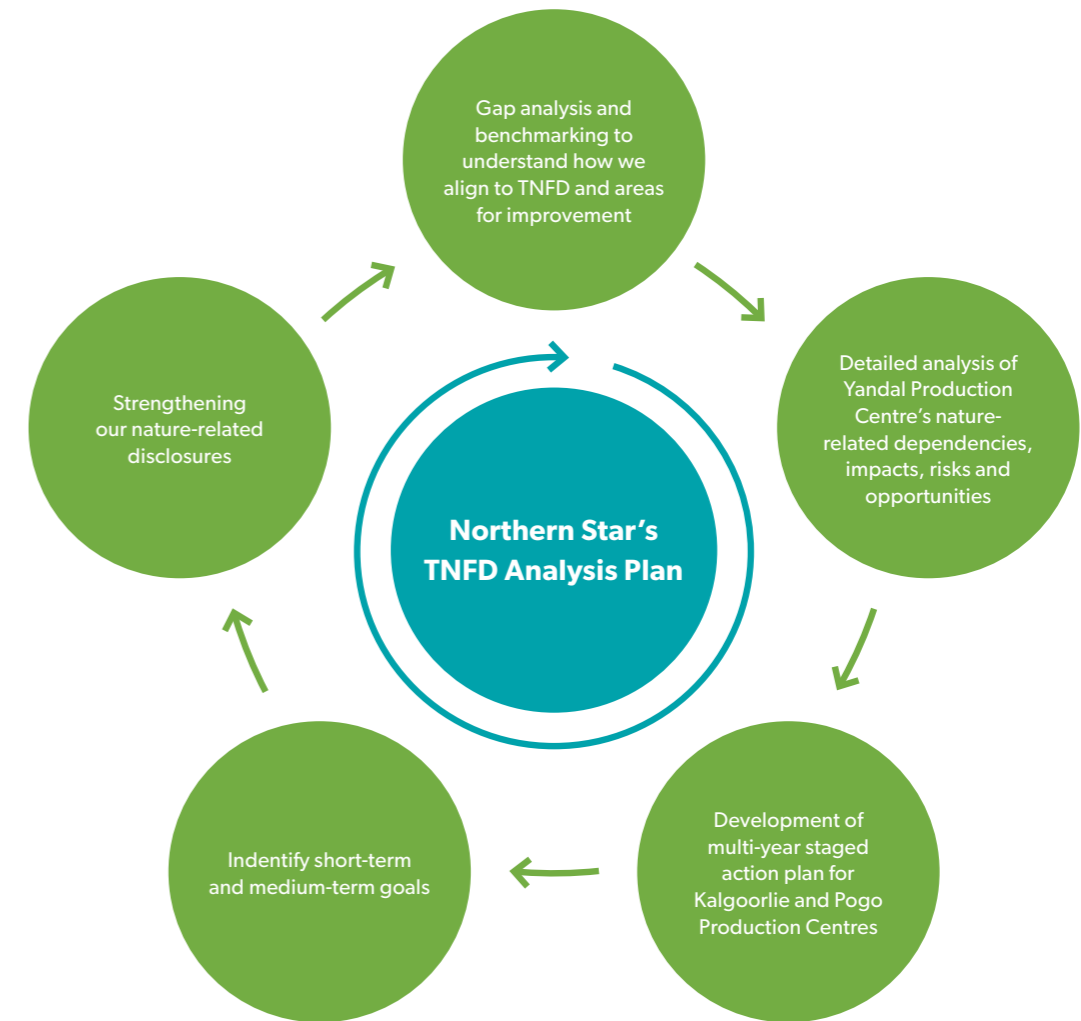 Gap analysis and
benchmarking to
understand how we
align to TNFD and areas
for improvement
Detailed analysis of
Yandal Production
Centre's nature-
related dependencies,
impacts, risks and
opportunities
Development of
multi-year staged
action plan for
Kalgoorlie and Pogo
Production Centres
Indentify short-term
and medium-term goals
Strengthening
our nature-related
disclosures
Northern Star's
TNFD Analysis Plan